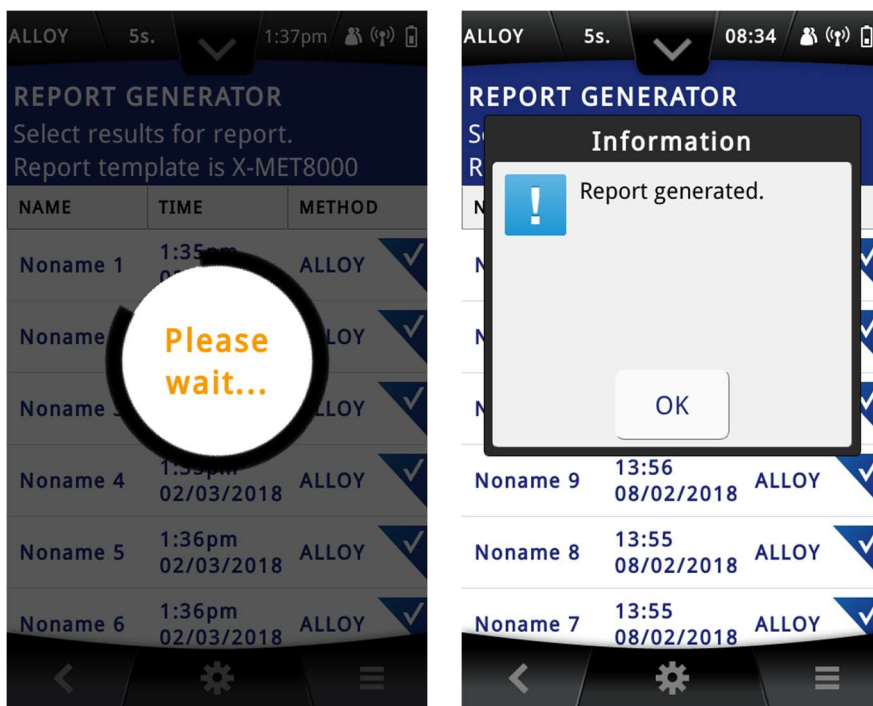 ALLOY 5s. 1:37pm
REPORT GENERATOR
Select results for report.
Report template is X-MET8000
NAME TIME METHOD
Noname 1 1:35pm ALLOY
Noname
Please
wait...
Noname
Noname 4
02/03/2018 ALLOY
Noname 5 1:36pm
02/03/2018 ALLOY
Noname 6 1:36pm
02/03/2018 ALLOY
ALLOY 5s. 08:34
REPORT GENERATOR
Information
!
Report generated.
OK
Noname 9 13:56
08/02/2018 ALLOY
Noname 8 13:55
08/02/2018 ALLOY
Noname 7 13:55
08/02/2018 ALLOY